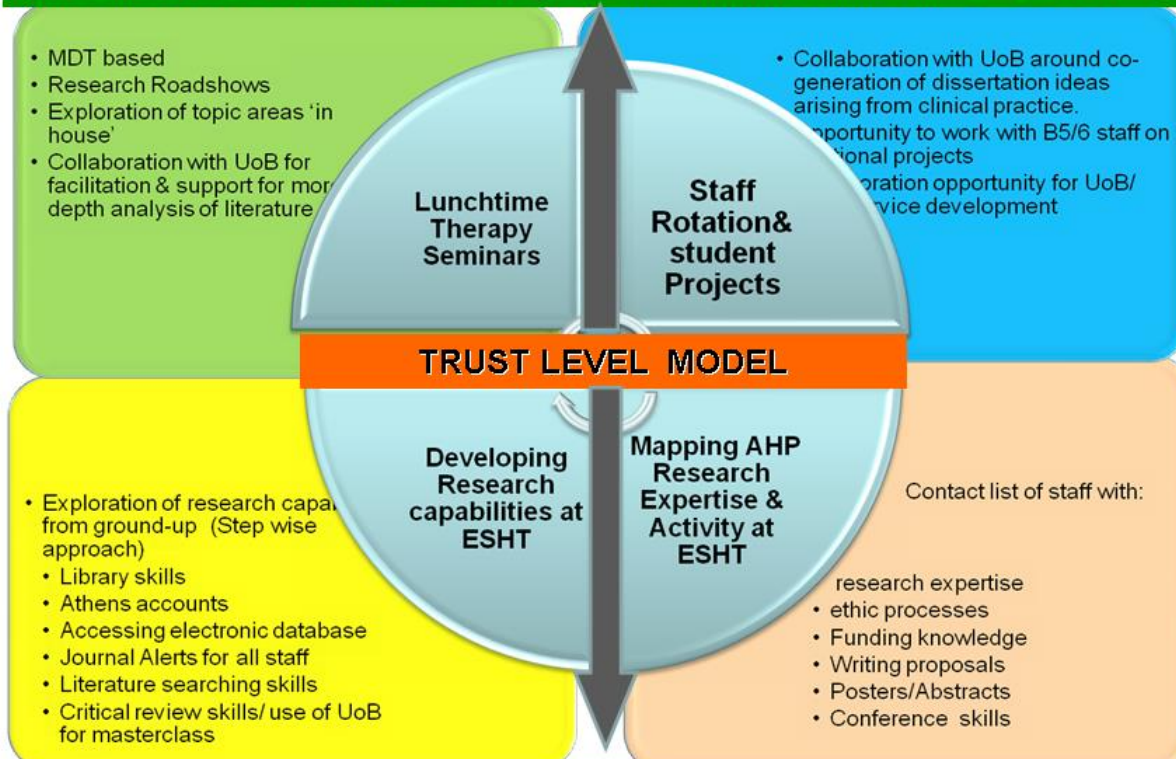 • MDT based
• Research Roadshows
• Exploration of topic areas ‘in
house’
• Collaboration with UoB for
facilitation & support for more
depth analysis of literature
• Collaboration with UoB around co-
generation of dissertation ideas
arising from clinical practice.
to work with B5/6 staff on
projects
opportunity for UoB/
development
Lunchtime
Therapy
Seminars
Staff
Rotation&
student
Projects
TRUST LEVEL MODEL
Developing
Research
capabilities at
ESHT
Mapping AHP
Research
Expertise &
Activity at
ESHT
• Exploration of research
from ground-up (Step wise
approach)
• Library skills
• Athens accounts
• Accessing electronic database
• Journal Alerts for all staff
• Literature searching skills
• Critical review skills/ use of UoB
for masterclass
Contact list of staff with:
research expertise
• ethic processes
• Funding knowledge
• Writing proposals
• Posters/Abstracts
• Conference skills